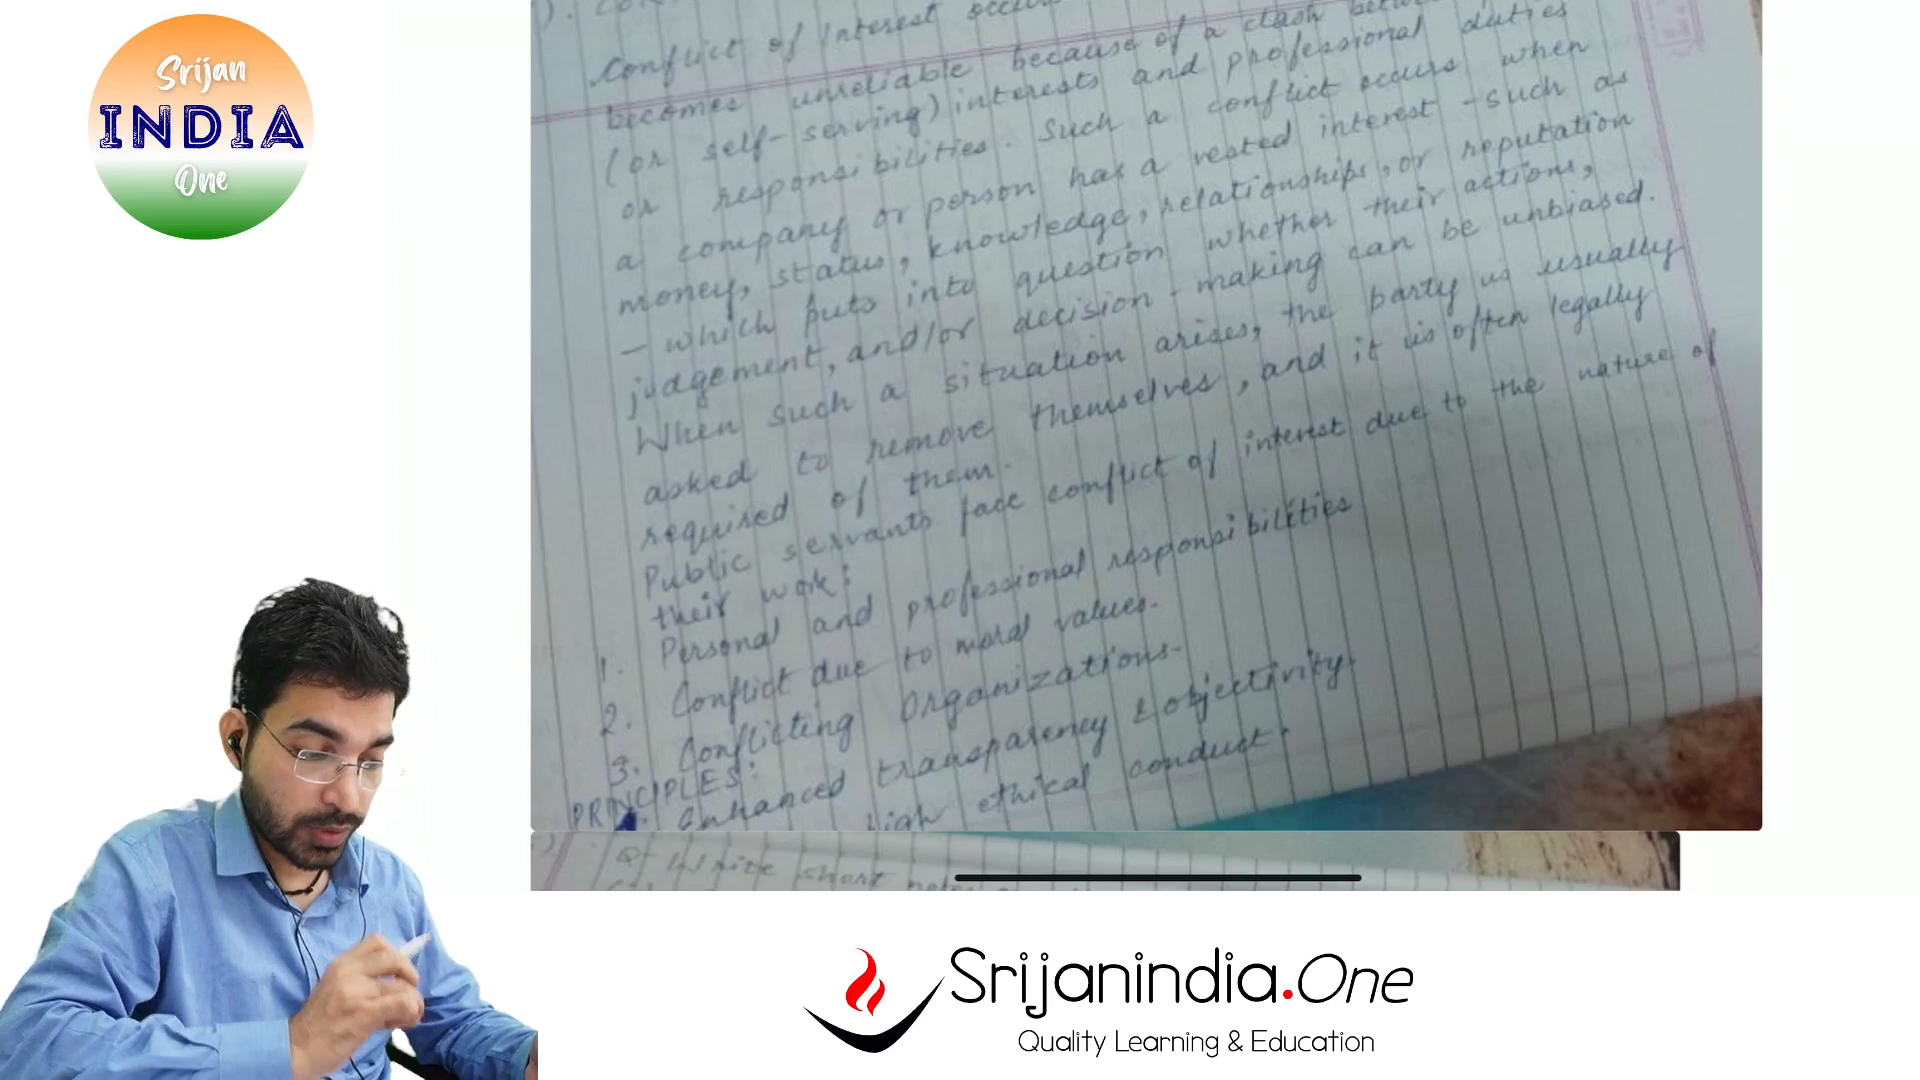 Srijan
INDIA
One
Conflict of Interest
becomes unreliable because of a clash
(or self-serving) interests and professional duties
or responsibilities. Such a conflict occurs when
a company or person has a vested interest - such as
money, status, knowledge, relationships, or reputation
- which puts into question whether their actions,
judgement, and/or decision-making can be unbiased.
When such a situation arises, the party is usually
asked to remove themselves, and it is often legally
required of them.
Public servants face conflict of interest due to the nature of
their work:
1. Personal and professional responsibilities
2. Conflict due to moral values.
3. Conflicting Organizations.
PRINCIPLES:
Enhanced transparency & objectivity.
high ethical conduct.
Q- Write short notes
Srijanindia.One
Quality Learning & Education